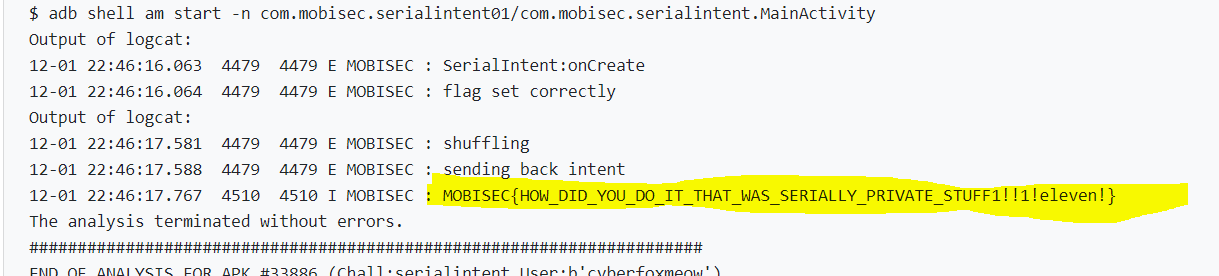 $ adb shell am start -n com.mobisec.serialintent01/com.mobisec.serialintent.MainActivity
Output of logcat:
12-01 22:46:16.063  4479  4479 E MOBISEC : SerialIntent:onCreate
12-01 22:46:16.064  4479  4479 E MOBISEC : flag set correctly
Output of logcat:
12-01 22:46:17.581  4479  4479 E MOBISEC : shuffling
12-01 22:46:17.588  4479  4479 E MOBISEC : sending back intent
12-01 22:46:17.767  4510  4510 I MOBISEC : MOBISEC{HOW_DID_YOU_DO_IT_THAT_WAS_SERIALLY_PRIVATE_STUFF1!!1!eleven!}
The analysis terminated without errors.
########################################################################
END OF ANALYSIS FOR APK #33886 (Chall:serialintent User:b'cyberfoxmeow')